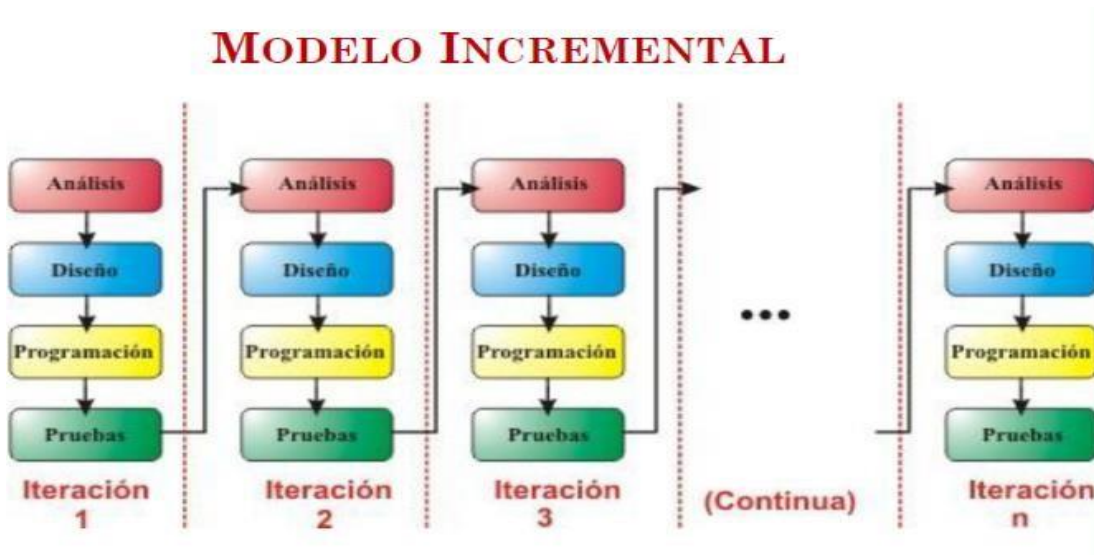 MODELO INCREMENTAL
Análisis
Diseño
Programación
Pruebas
Iteración
1
Análisis
Diseño
Programación
Pruebas
Iteración
2
Análisis
Diseño
Programación
Pruebas
Iteración
3
...
(Continua)
Análisis
Diseño
Programación
Pruebas
Iteración
n